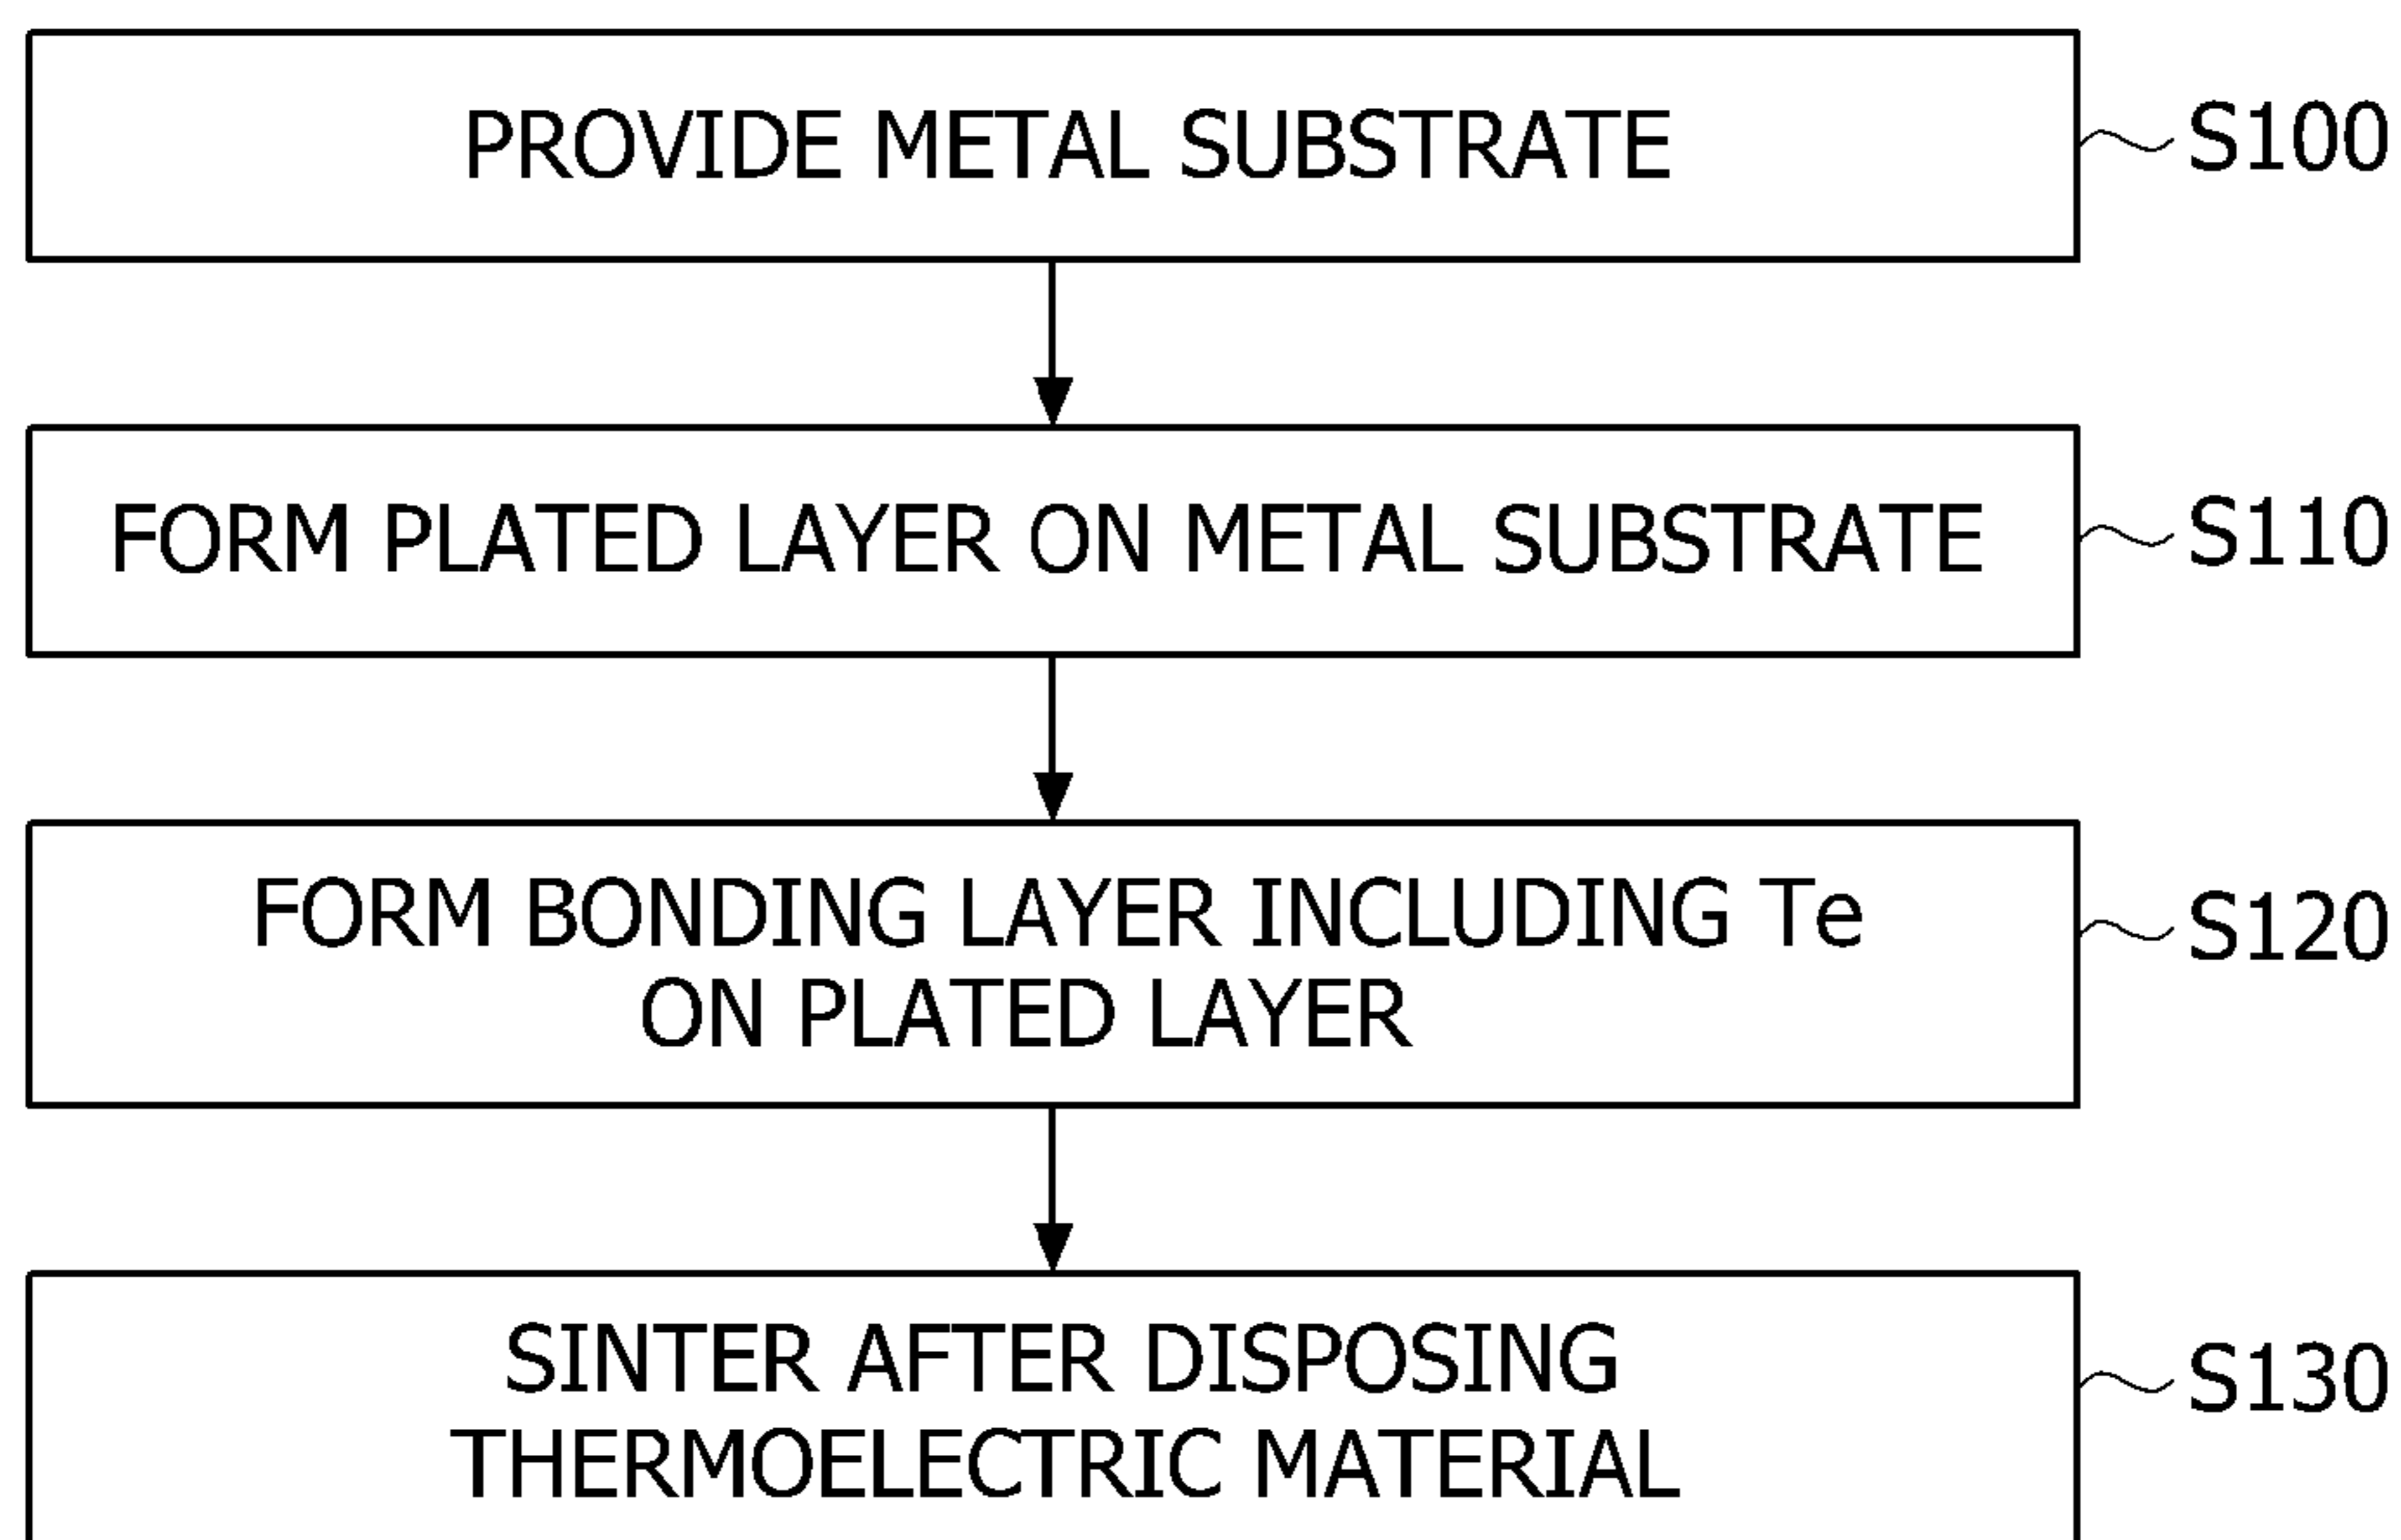 PROVIDE METAL SUBSTRATE
S100
FORM PLATED LAYER ON METAL SUBSTRATE
S110
FORM BONDING LAYER INCLUDING Te
ON PLATED LAYER
S120
SINTER AFTER DISPOSING
THERMOELECTRIC MATERIAL
S130